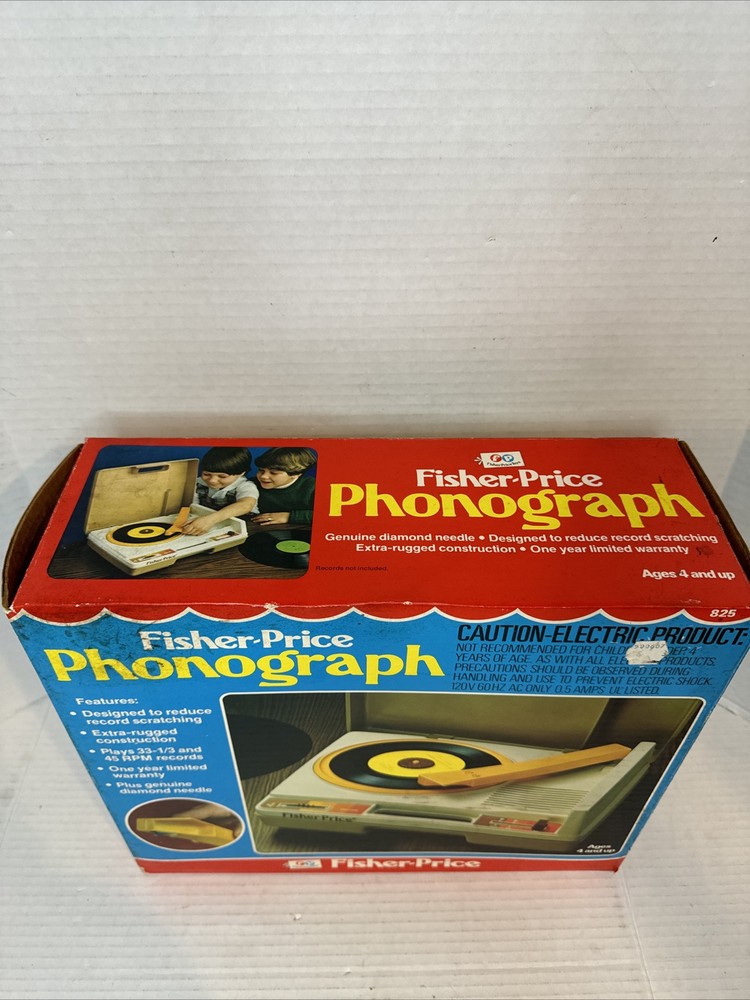 Fisher-Price
Phonograph
Genuine diamond needle • Designed to reduce record scratching
Extra-rugged construction • One year limited warranty
Records not included.
Ages 4 and up
825
Fisher-Price
Phonograph
CAUTION-ELECTRIC PRODUCT:
NOT RECOMMENDED FOR CHILDREN UNDER 4
YEARS OF AGE. AS WITH ALL ELECTRIC PRODUCTS,
PRECAUTIONS SHOULD BE OBSERVED DURING
HANDLING AND USE TO PREVENT ELECTRIC SHOCK.
120V 60HZ AC ONLY 0.5 AMPS UL LISTED.
Features:
• Designed to reduce
record scratching
• Extra-rugged
construction
• Plays 33-1/3 and
45 RPM records
• One year limited
warranty
• Plus genuine
diamond needle
Fisher-Price
Ages
4 and up
Fisher-Price